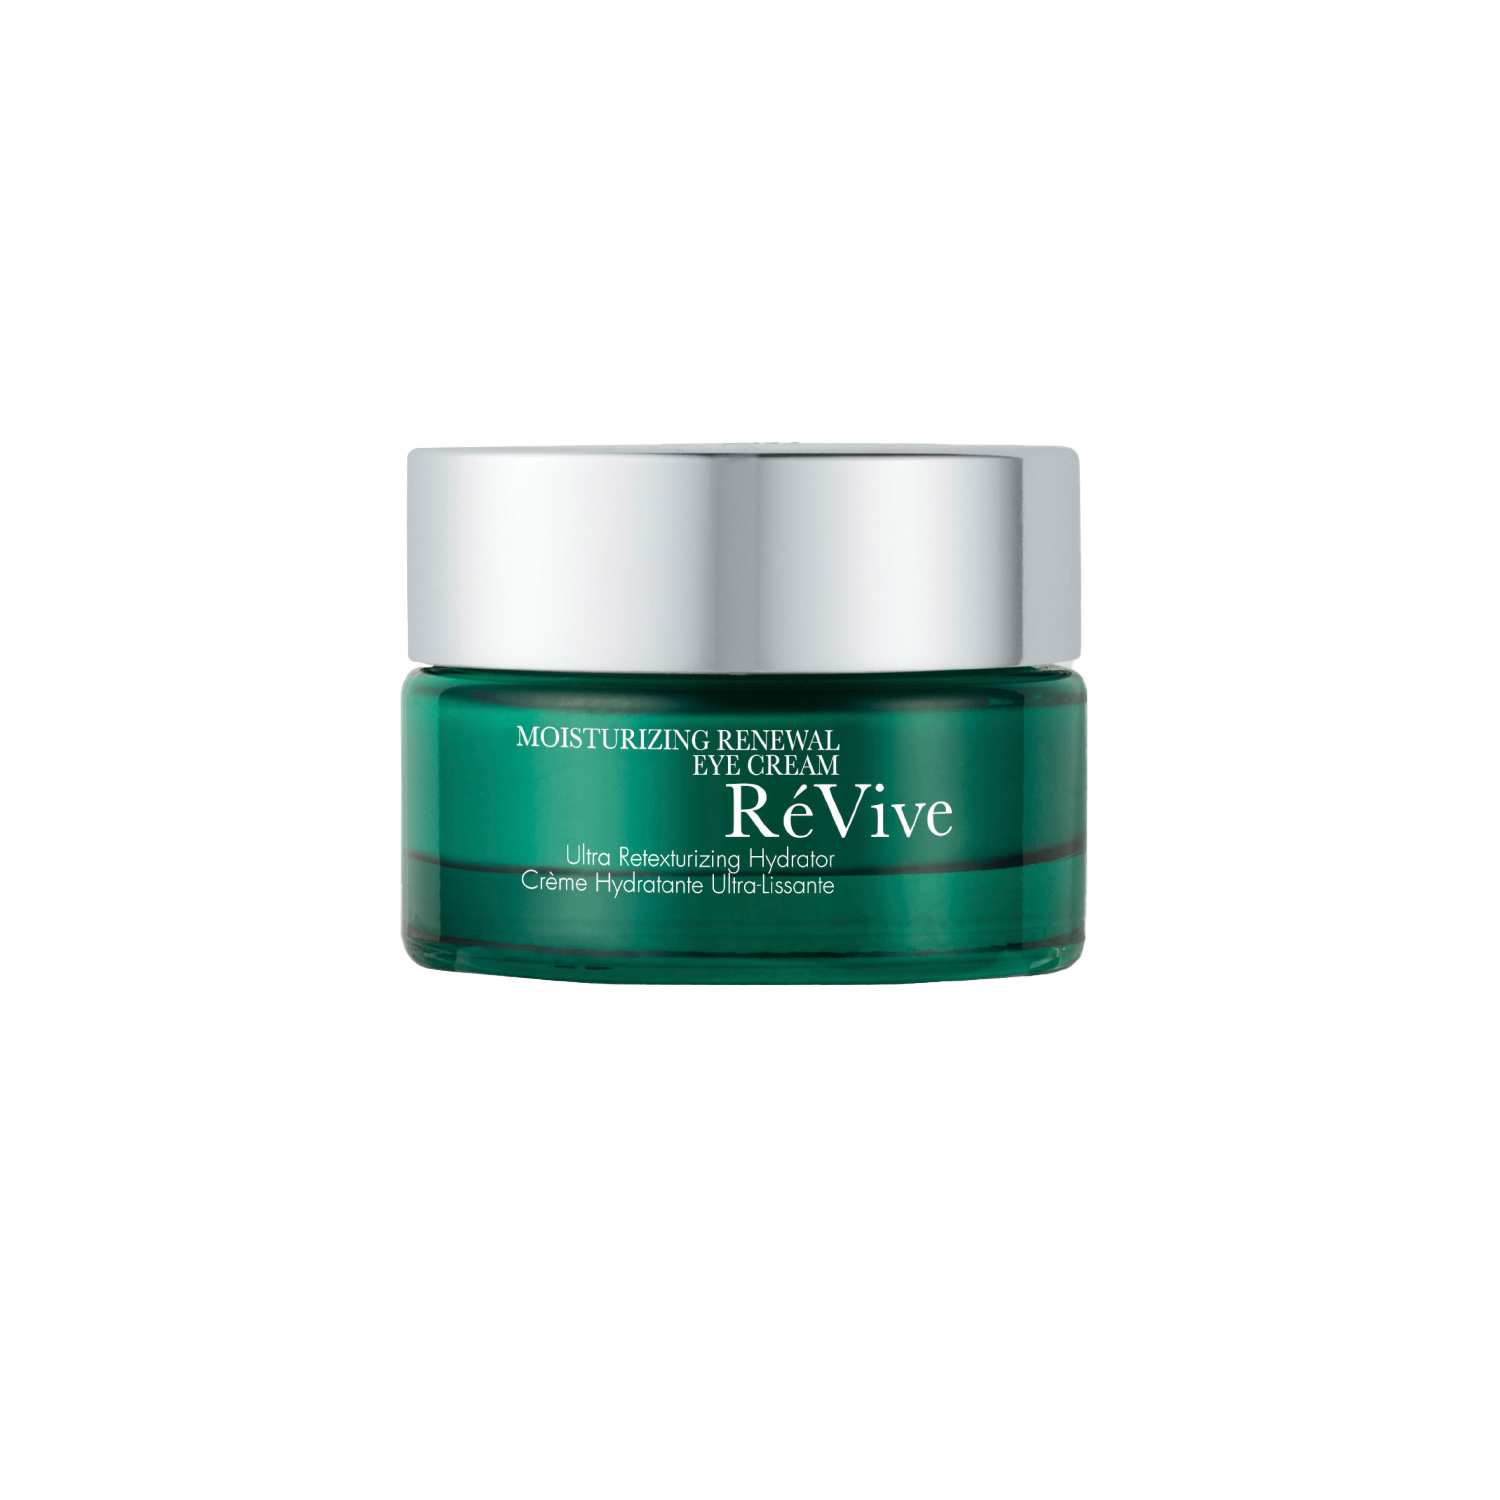 MOISTURIZING RENEWAL
EYE CREAM
RéVive
Ultra Retexturizing Hydrator
Crème Hydratante Ultra-Lissante